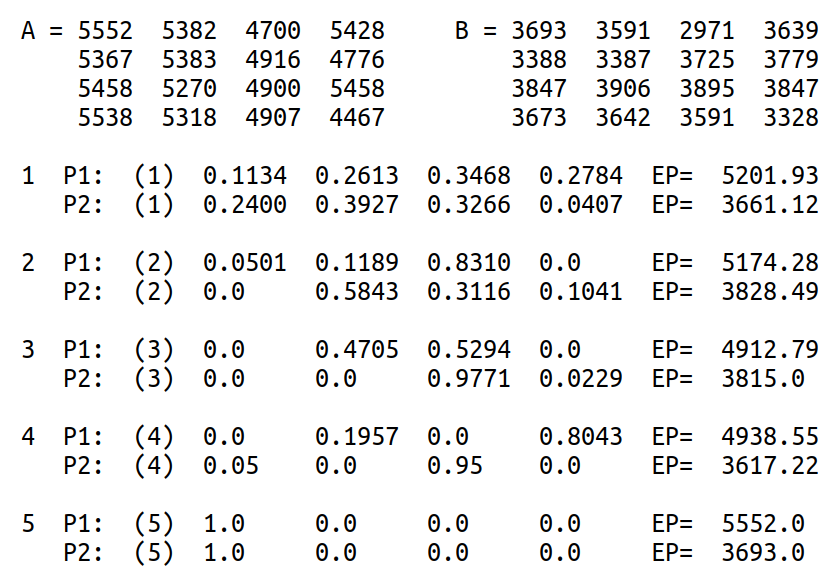 A = 5552  5382  4700  5428     B = 3693  3591  2971  3639
    5367  5383  4916  4776         3388  3387  3725  3779
    5458  5270  4900  5458         3847  3906  3895  3847
    5538  5318  4907  4467         3673  3642  3591  3328
1  P1:  (1)  0.1134  0.2613  0.3468  0.2784  EP=  5201.93
   P2:  (1)  0.2400  0.3927  0.3266  0.0407  EP=  3661.12
2  P1:  (2)  0.0501  0.1189  0.8310  0.0     EP=  5174.28
   P2:  (2)  0.0     0.5843  0.3116  0.1041  EP=  3828.49
3  P1:  (3)  0.0     0.4705  0.5294  0.0     EP=  4912.79
   P2:  (3)  0.0     0.0     0.9771  0.0229  EP=  3815.0
4  P1:  (4)  0.0     0.1957  0.0     0.8043  EP=  4938.55
   P2:  (4)  0.05    0.0     0.95    0.0     EP=  3617.22
5  P1:  (5)  1.0     0.0     0.0     0.0     EP=  5552.0
   P2:  (5)  1.0     0.0     0.0     0.0     EP=  3693.0